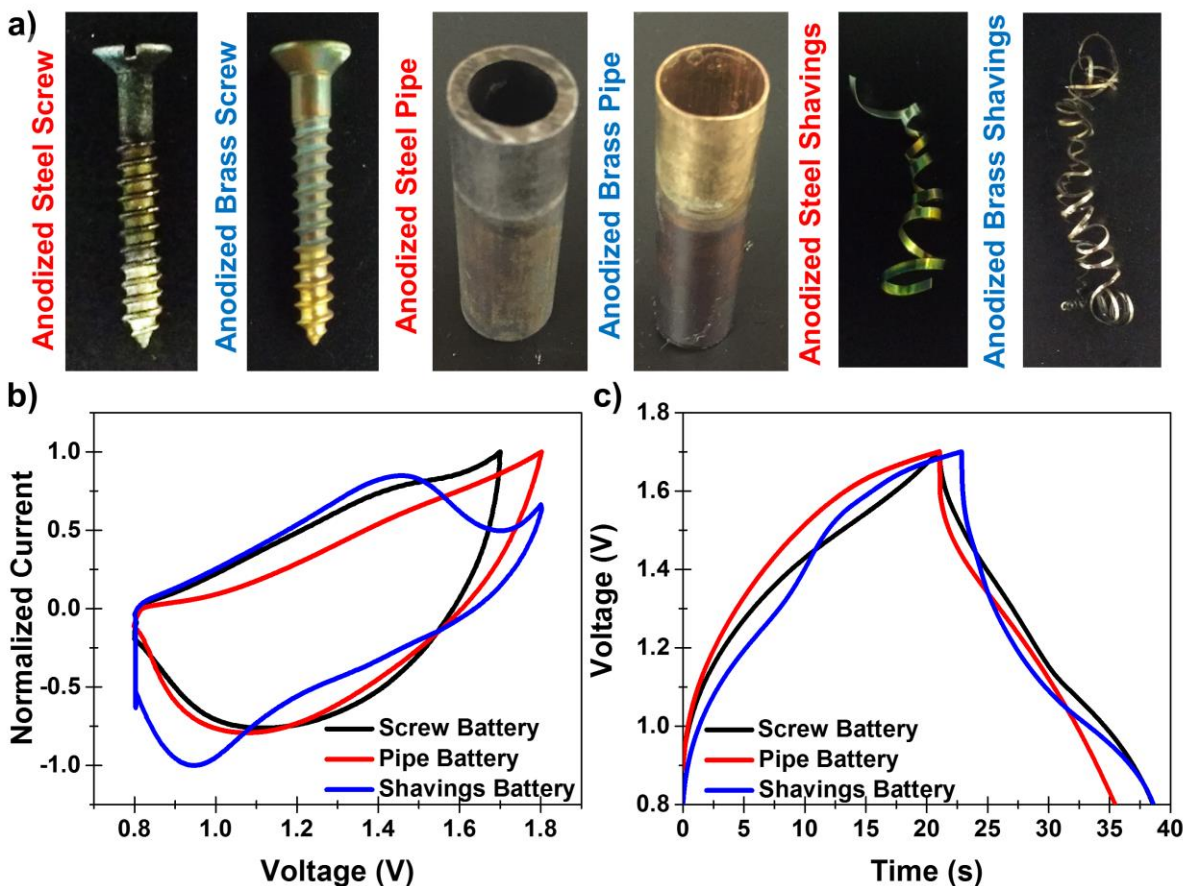 a)
Anodized Steel Screw
Anodized Brass Screw
Anodized Steel Pipe
Anodized Brass Pipe
Anodized Steel Shavings
Anodized Brass Shavings
b)
Normalized Current
1.0
0.5
0.0
-0.5
-1.0
Screw Battery
Pipe Battery
Shavings Battery
0.8 1.0 1.2 1.4 1.6 1.8
Voltage (V)
c)
Voltage (V)
1.8
1.6
1.4
1.2
1.0
0.8
Screw Battery
Pipe Battery
Shavings Battery
0 5 10 15 20 25 30 35 40
Time (s)